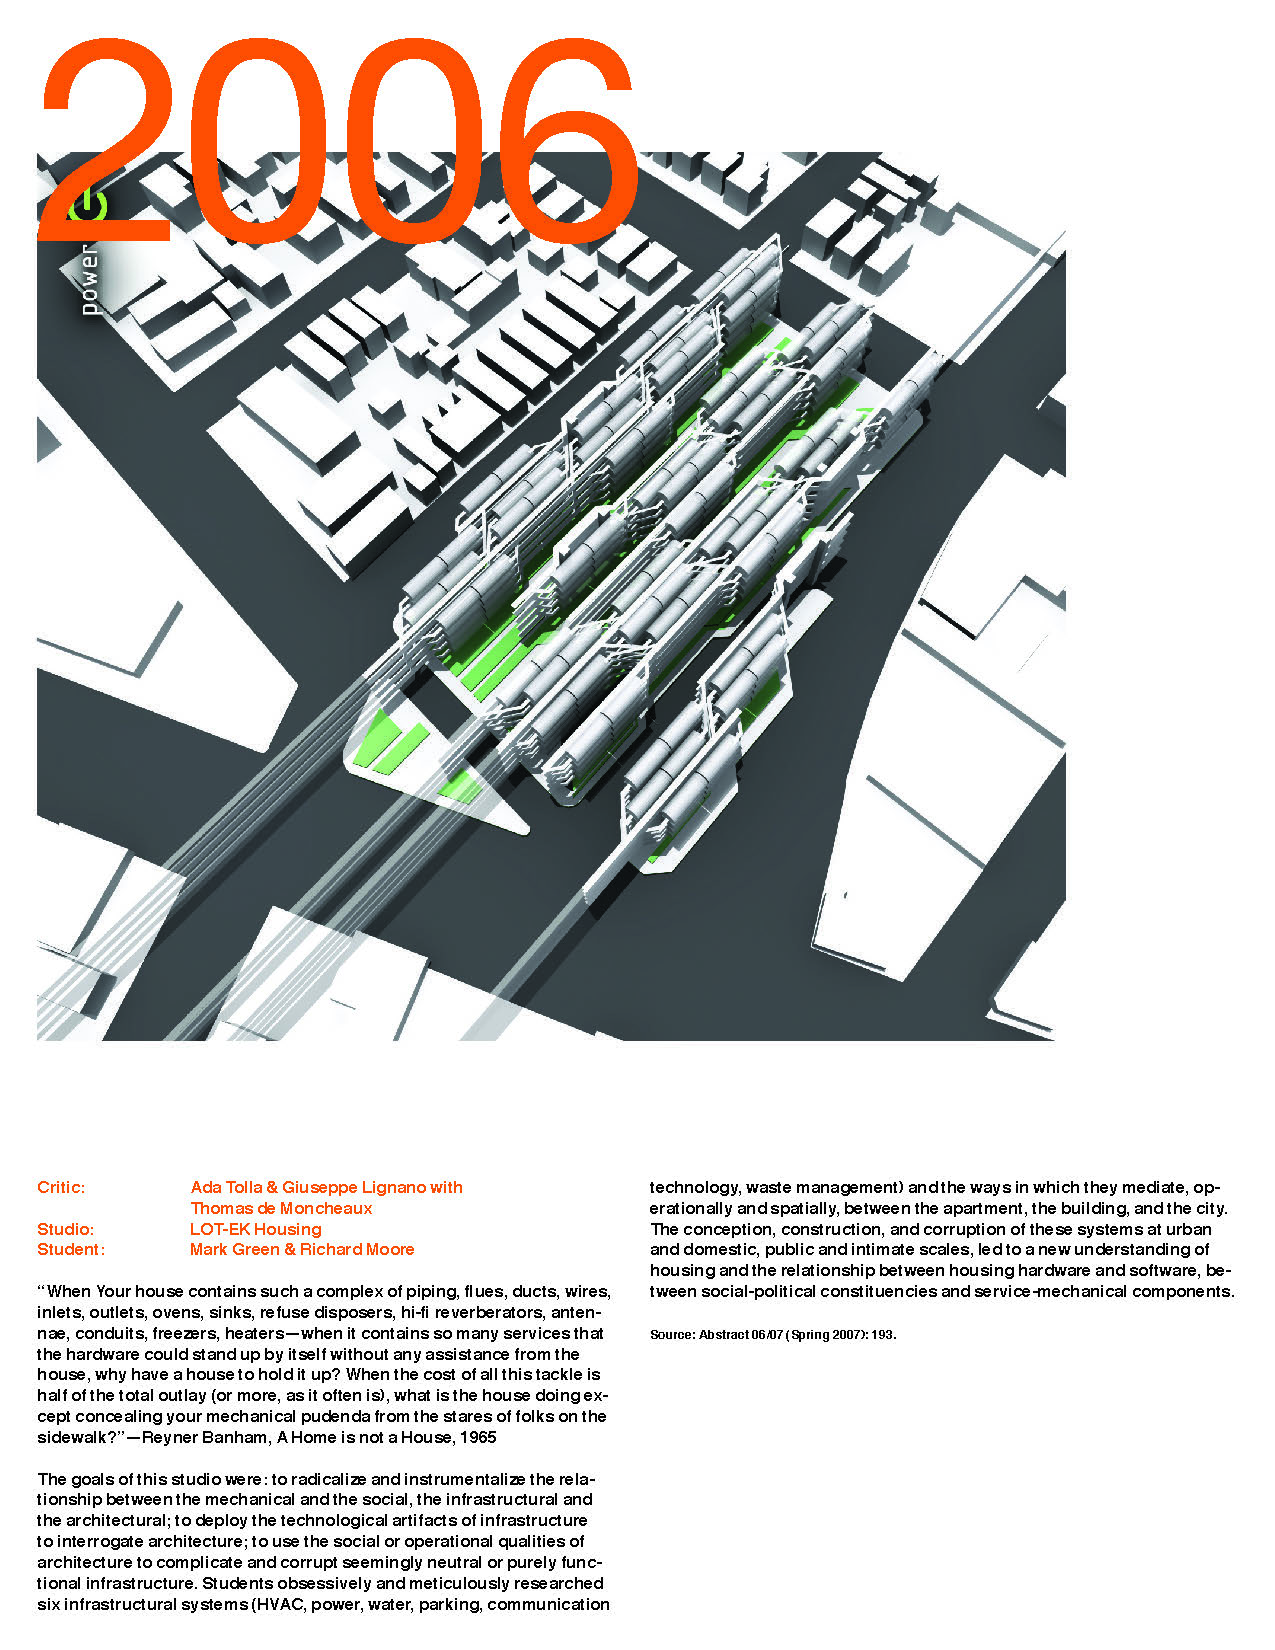 2006
power
Critic: Ada Tolla & Giuseppe Lignano with
Thomas de Moncheaux
Studio: LOT-EK Housing
Student: Mark Green & Richard Moore
“When Your house contains such a complex of piping, flues, ducts, wires,
inlets, outlets, ovens, sinks, refuse disposers, hi-fi reverberators, anten-
nae, conduits, freezers, heaters—when it contains so many services that
the hardware could stand up by itself without any assistance from the
house, why have a house to hold it up? When the cost of all this tackle is
half of the total outlay (or more, as it often is), what is the house doing ex-
cept concealing your mechanical pudenda from the stares of folks on the
sidewalk?”—Reyner Banham, A Home is not a House, 1965
The goals of this studio were: to radicalize and instrumentalize the rela-
tionship between the mechanical and the social, the infrastructural and
the architectural; to deploy the technological artifacts of infrastructure
to interrogate architecture; to use the social or operational qualities of
architecture to complicate and corrupt seemingly neutral or purely func-
tional infrastructure. Students obsessively and meticulously researched
six infrastructural systems (HVAC, power, water, parking, communication
technology, waste management) and the ways in which they mediate, op-
erationally and spatially, between the apartment, the building, and the city.
The conception, construction, and corruption of these systems at urban
and domestic, public and intimate scales, led to a new understanding of
housing and the relationship between housing hardware and software, be-
tween social-political constituencies and service-mechanical components.
Source: Abstract 06/07 (Spring 2007): 193.